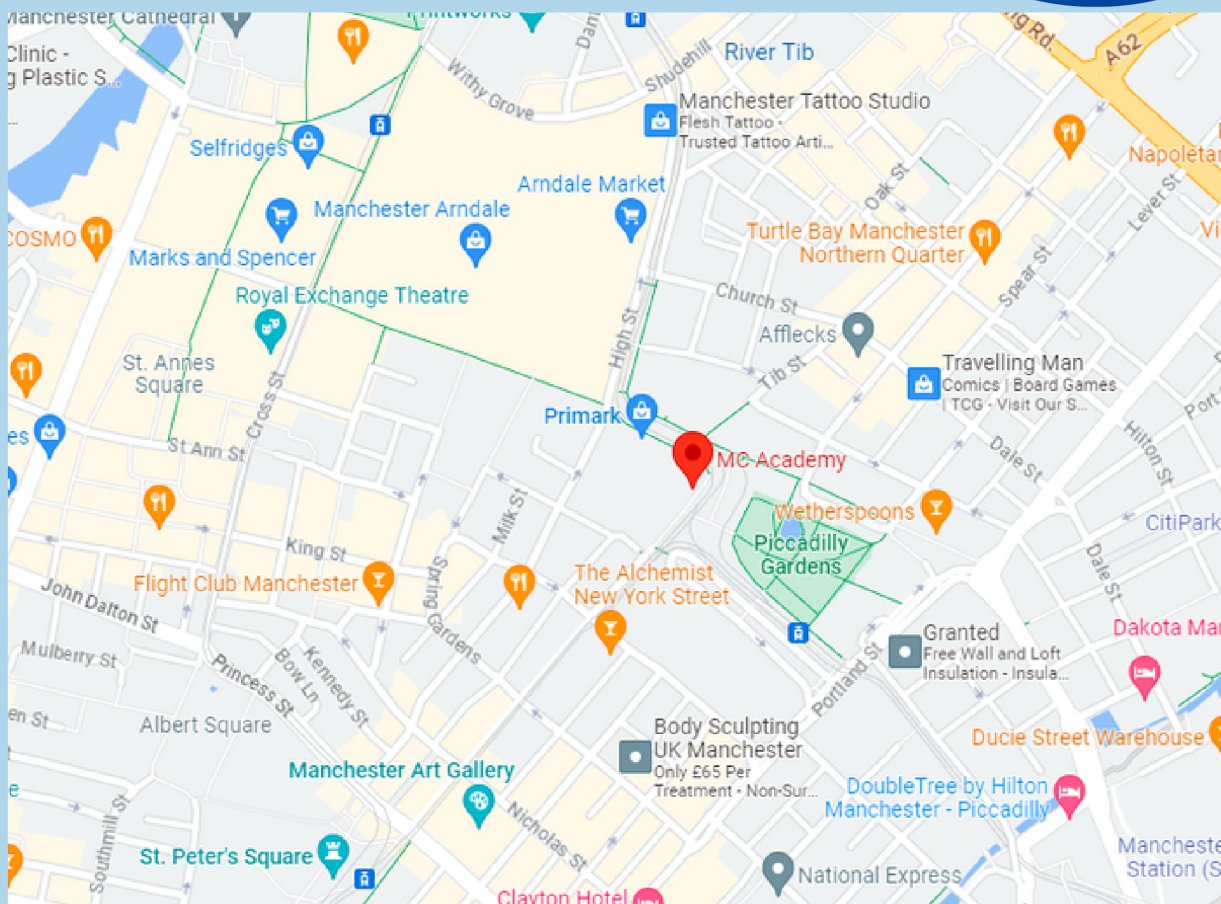 Manchester Cathedral
Printworks
Clinic -
g Plastic S...
Withy Grove
Shudehill
River Tib
A62
Manchester Tattoo Studio
Flesh Tattoo -
Trusted Tattoo Arti...
Selfridges
Arndale Market
Oak St
Napoletan
Lever St
Manchester Arndale
COSMO
Marks and Spencer
Turtle Bay Manchester
Northern Quarter
Spear St
Royal Exchange Theatre
Church St
High St
Afflecks
St. Annes
Square
Tib St
Travelling Man
Comics | Board Games
| TCG - Visit Our S...
Cross St
Primark
Port
St Ann St
Hilton St
Dale St
MC Academy
Milk St
Wetherspoons
CitiPark
King St
Piccadilly
Gardens
Dale St
Flight Club Manchester
Spring Gardens
The Alchemist
New York Street
John Dalton St
Granted
Free Wall and Loft
Insulation - Insula...
Dakota Man
Mulberry St
Princess St
Bow Ln
Kennedy St
Portland St
Albert Square
Body Sculpting
UK Manchester
Only £65 Per
Treatment - Non-Sur...
Ducie Street Warehouse
Manchester Art Gallery
DoubleTree by Hilton
Manchester - Piccadilly
Southmill St
Nicholas St
St. Peter's Square
Mancheste
Station (S
National Express
Clayton Hotel